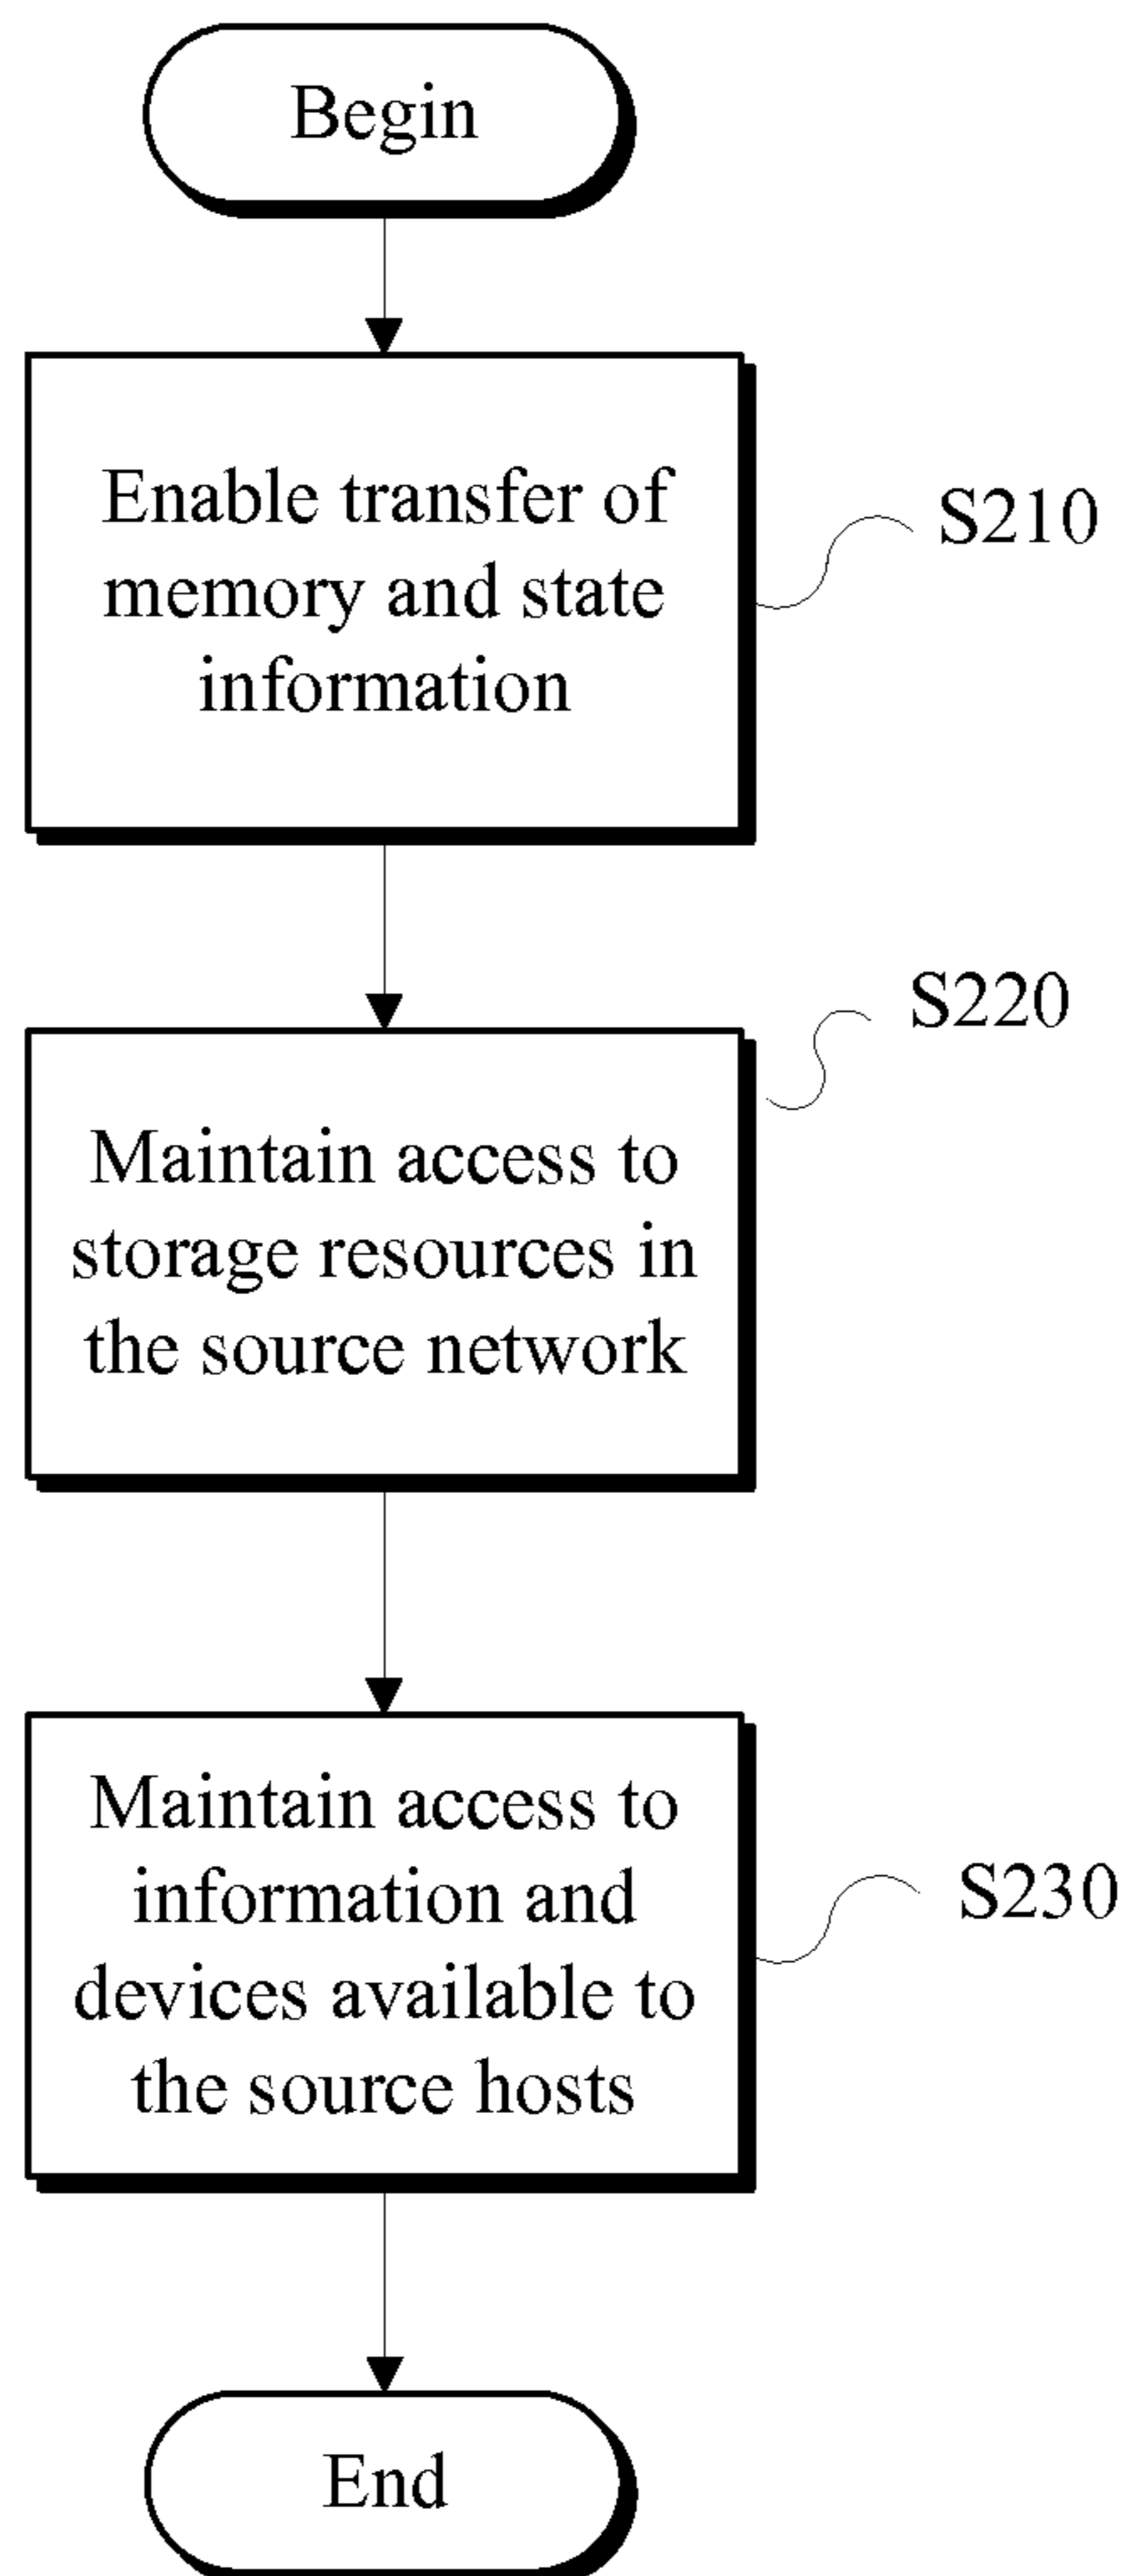 Begin
Enable transfer of
memory and state
information
S210
S220
Maintain access to
storage resources in
the source network
Maintain access to
information and
devices available to
the source hosts
S230
End